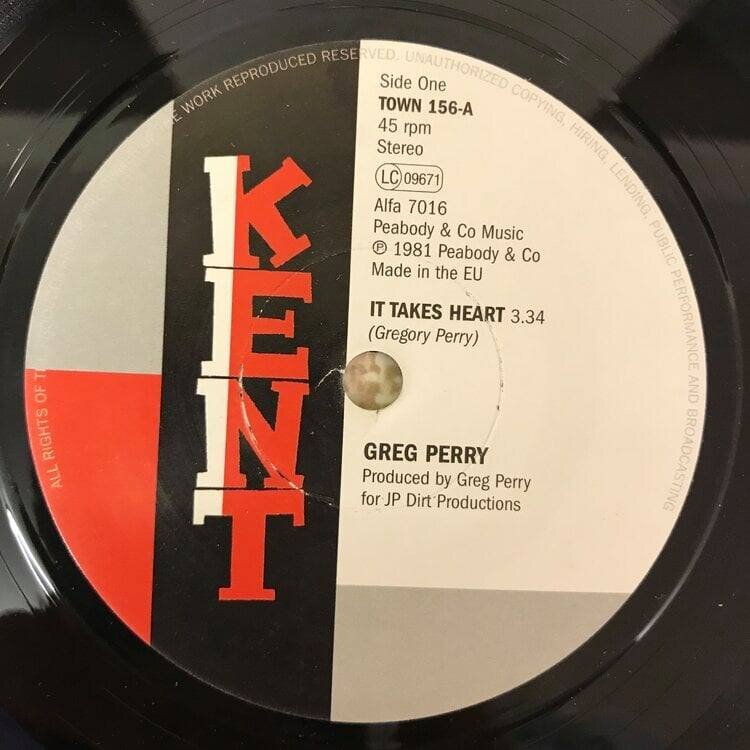 Side One
TOWN 156-A
45 rpm
Stereo
LC 09671
Alfa 7016
Peabody & Co Music
℗ 1981 Peabody & Co
Made in the EU
IT TAKES HEART 3.34
(Gregory Perry)
GREG PERRY
Produced by Greg Perry
for JP Dirt Productions
KENT
ALL RIGHTS OF T
E WORK REPRODUCED RESERVED. UNAUTHORIZED COPYING, HIRING, LENDING, PUBLIC PERFORMANCE AND BROADCASTING